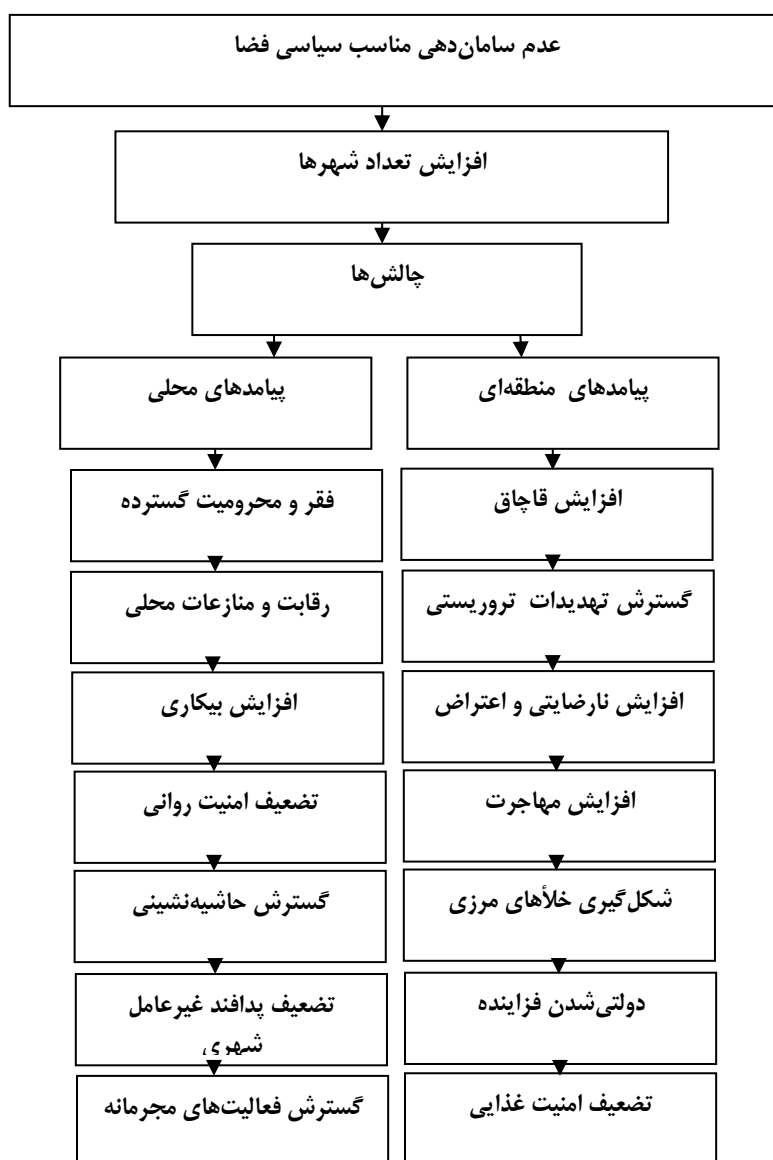 عدم سامان‌دهی مناسب سیاسی فضا
افزایش تعداد شهرها
چالش‌ها
پیامدهای منطقه‌ای
افزایش قاچاق
گسترش تهدیدات تروریستی
افزایش نارضایتی و اعتراض
افزایش مهاجرت
شکل‌گیری خلأهای مرزی
دولتی‌شدن فزاینده
تضعیف امنیت غذایی
پیامدهای محلی
فقر و محرومیت گسترده
رقابت و منازعات محلی
افزایش بیکاری
تضعیف امنیت روانی
گسترش حاشیه‌نشینی
تضعیف پدافند غیرعامل
شهری
گسترش فعالیت‌های مجرمانه